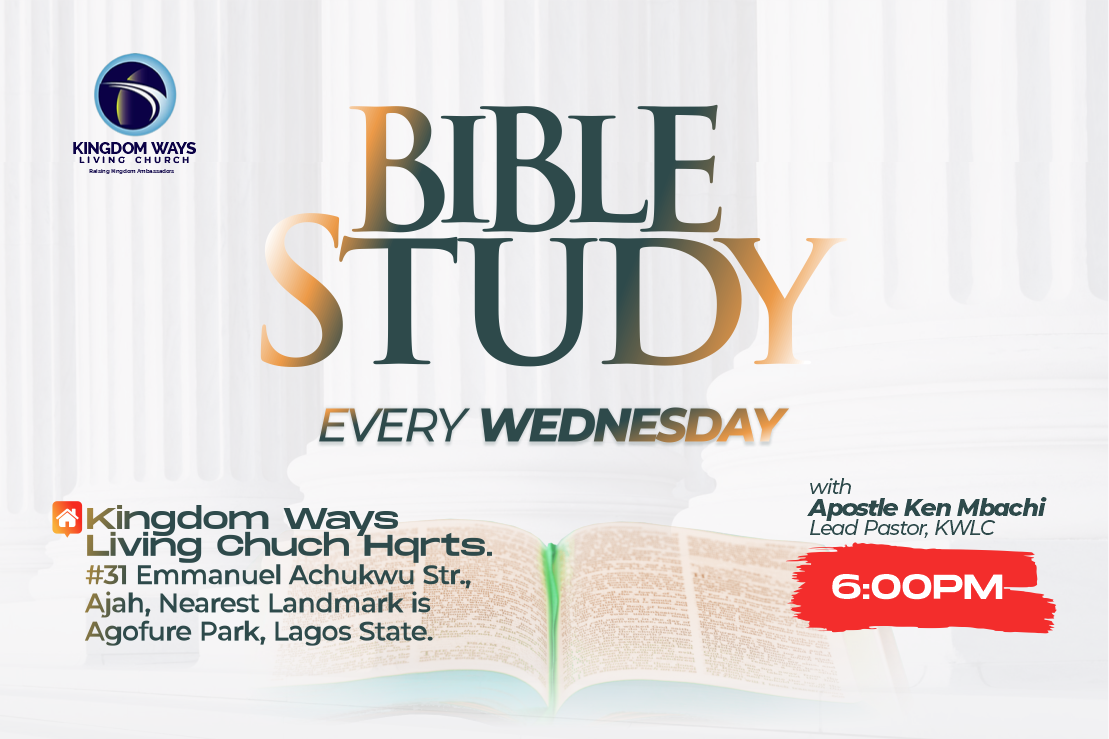 KINGDOM WAYS
LIVING CHURCH
Raising Kingdom Ambassadors
BIBLE
STUDY
EVERY WEDNESDAY
Kingdom Ways
Living Chuch Hqrts.
#31 Emmanuel Achukwu Str.,
Ajah, Nearest Landmark is
Agofure Park, Lagos State.
with
Apostle Ken Mbachi
Lead Pastor, KWLC
6:00PM